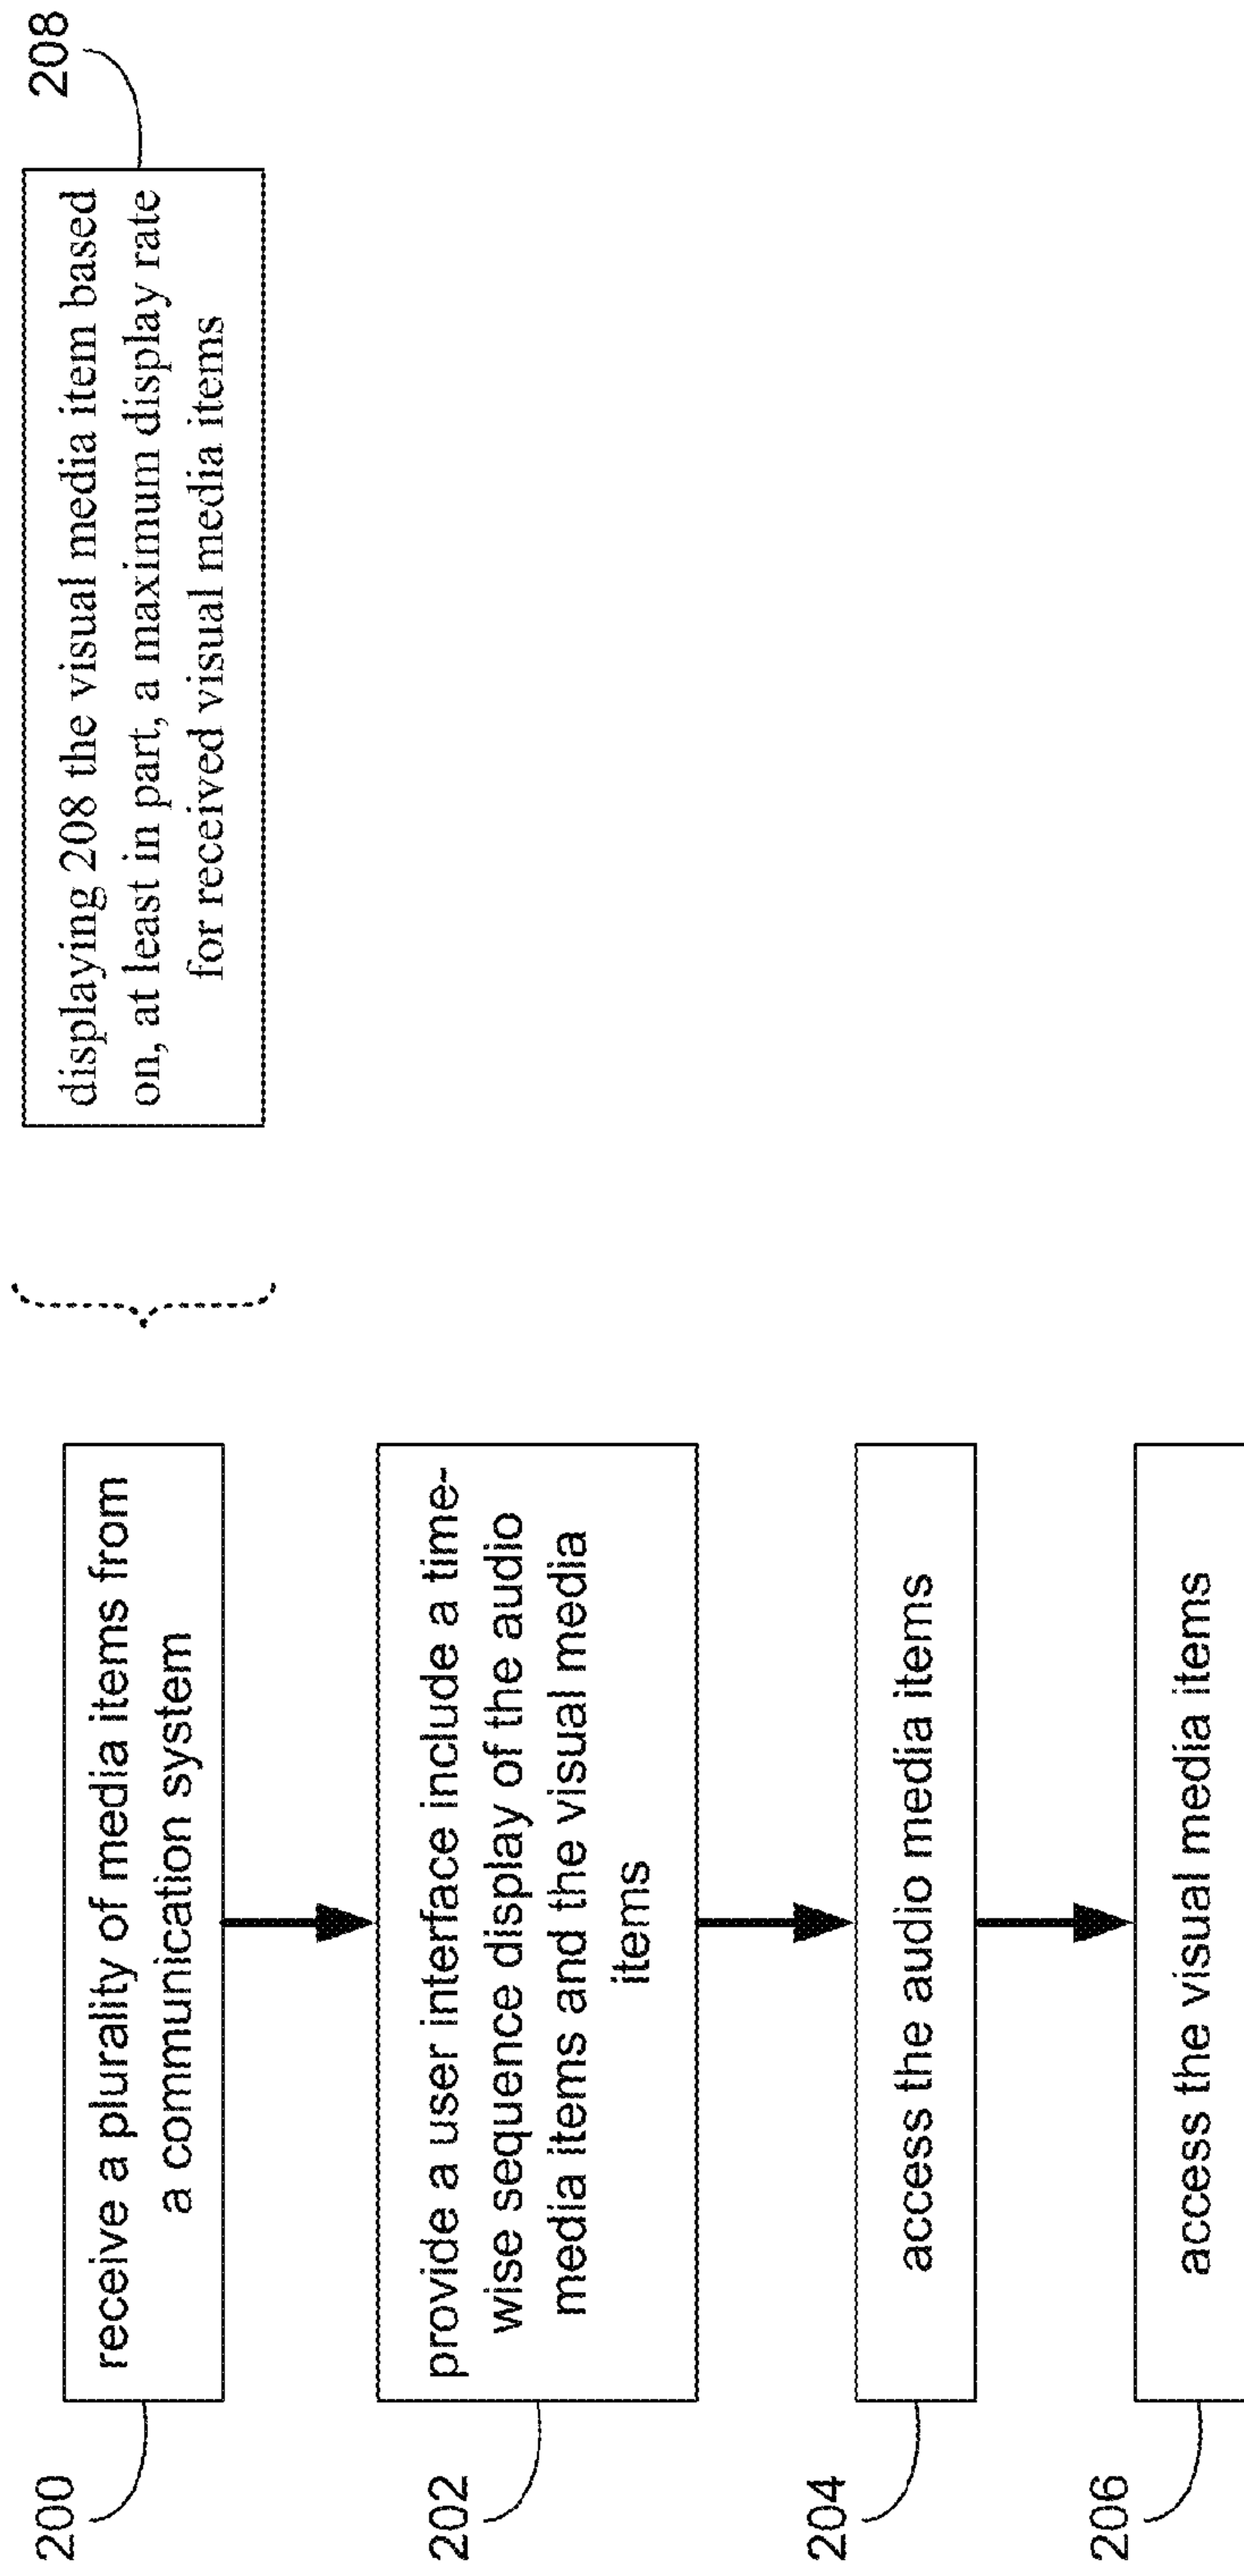 200
receive a plurality of media items from
a communication system
202
provide a user interface include a time-
wise sequence display of the audio
media items and the visual media
items
204
access the audio media items
206
access the visual media items
208
displaying 208 the visual media item based
on, at least in part, a maximum display rate
for received visual media items